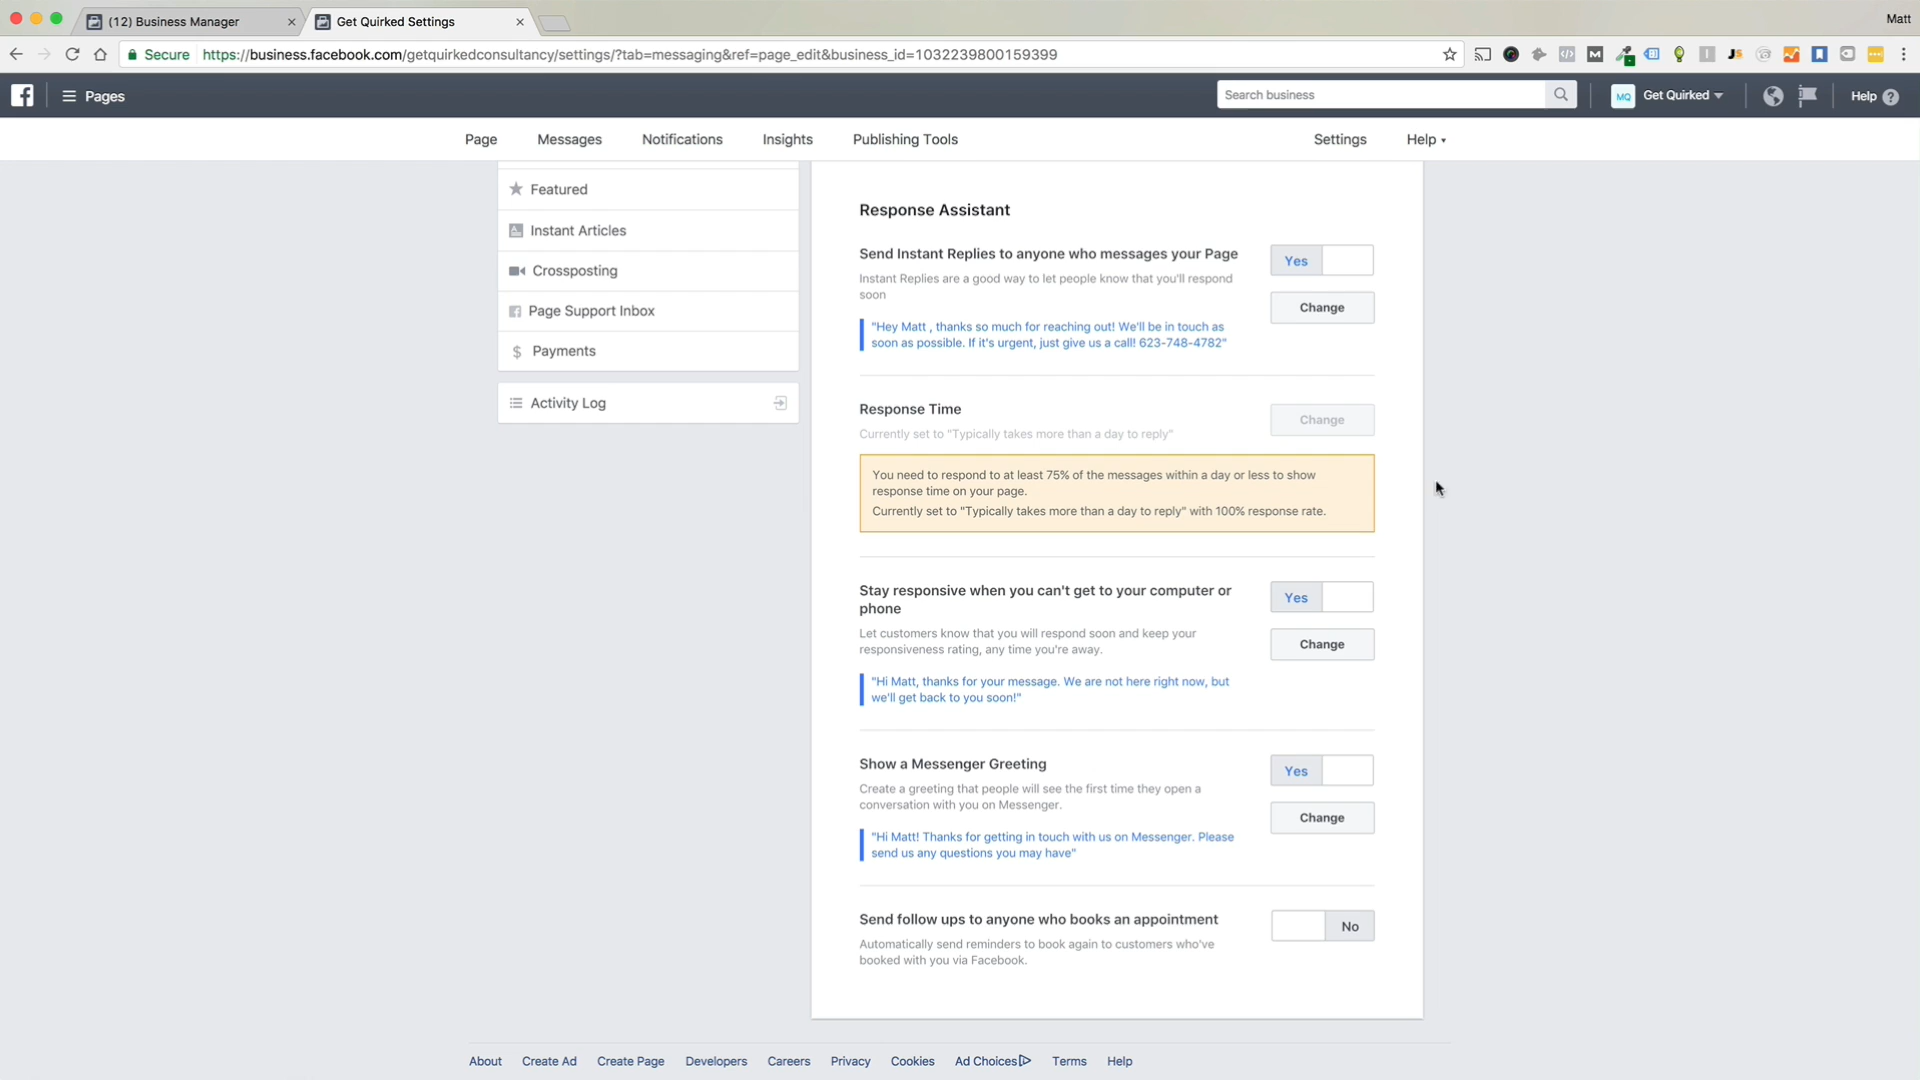 (12) Business Manager
Get Quirked Settings
Matt
Secure https://business.facebook.com/getquirkedconsultancy/settings/?tab=messaging&ref=page_edit&business_id=1032239800159399
Pages
Search business
MQ Get Quirked
Help
Page Messages Notifications Insights Publishing Tools Settings Help
Featured
Instant Articles
Crossposting
Page Support Inbox
$ Payments
Activity Log
Response Assistant
Send Instant Replies to anyone who messages your Page
Yes
Instant Replies are a good way to let people know that you'll respond
soon
Change
"Hey Matt , thanks so much for reaching out! We'll be in touch as
soon as possible. If it's urgent, just give us a call! 623-748-4782"
Response Time
Change
Currently set to "Typically takes more than a day to reply"
You need to respond to at least 75% of the messages within a day or less to show
response time on your page.
Currently set to "Typically takes more than a day to reply" with 100% response rate.
Stay responsive when you can't get to your computer or
phone
Yes
Let customers know that you will respond soon and keep your
responsiveness rating, any time you're away.
Change
"Hi Matt, thanks for your message. We are not here right now, but
we'll get back to you soon!"
Show a Messenger Greeting
Yes
Create a greeting that people will see the first time they open a
conversation with you on Messenger.
Change
"Hi Matt! Thanks for getting in touch with us on Messenger. Please
send us any questions you may have"
Send follow ups to anyone who books an appointment
No
Automatically send reminders to book again to customers who've
booked with you via Facebook.
About Create Ad Create Page Developers Careers Privacy Cookies Ad Choices Terms Help